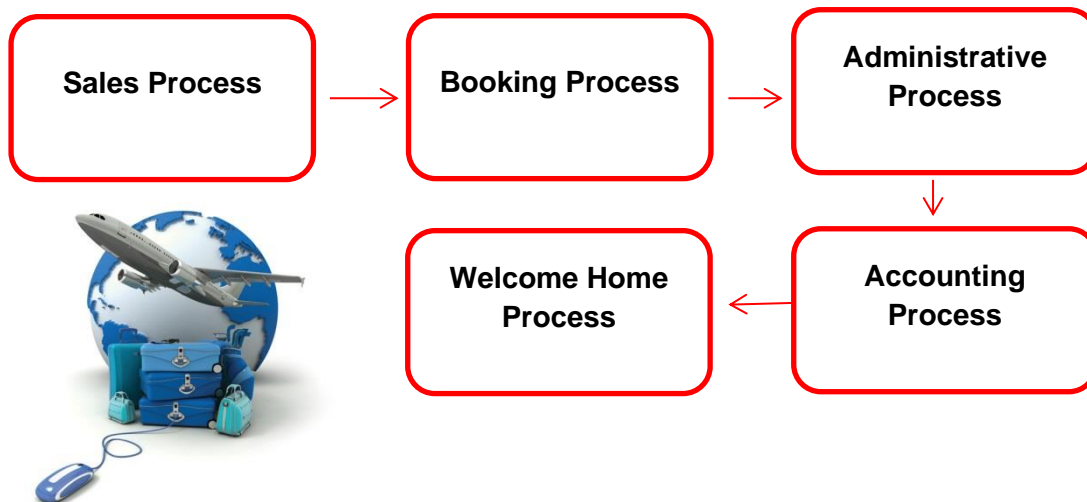 Sales Process
Booking Process
Administrative
Process
Accounting
Process
Welcome Home
Process